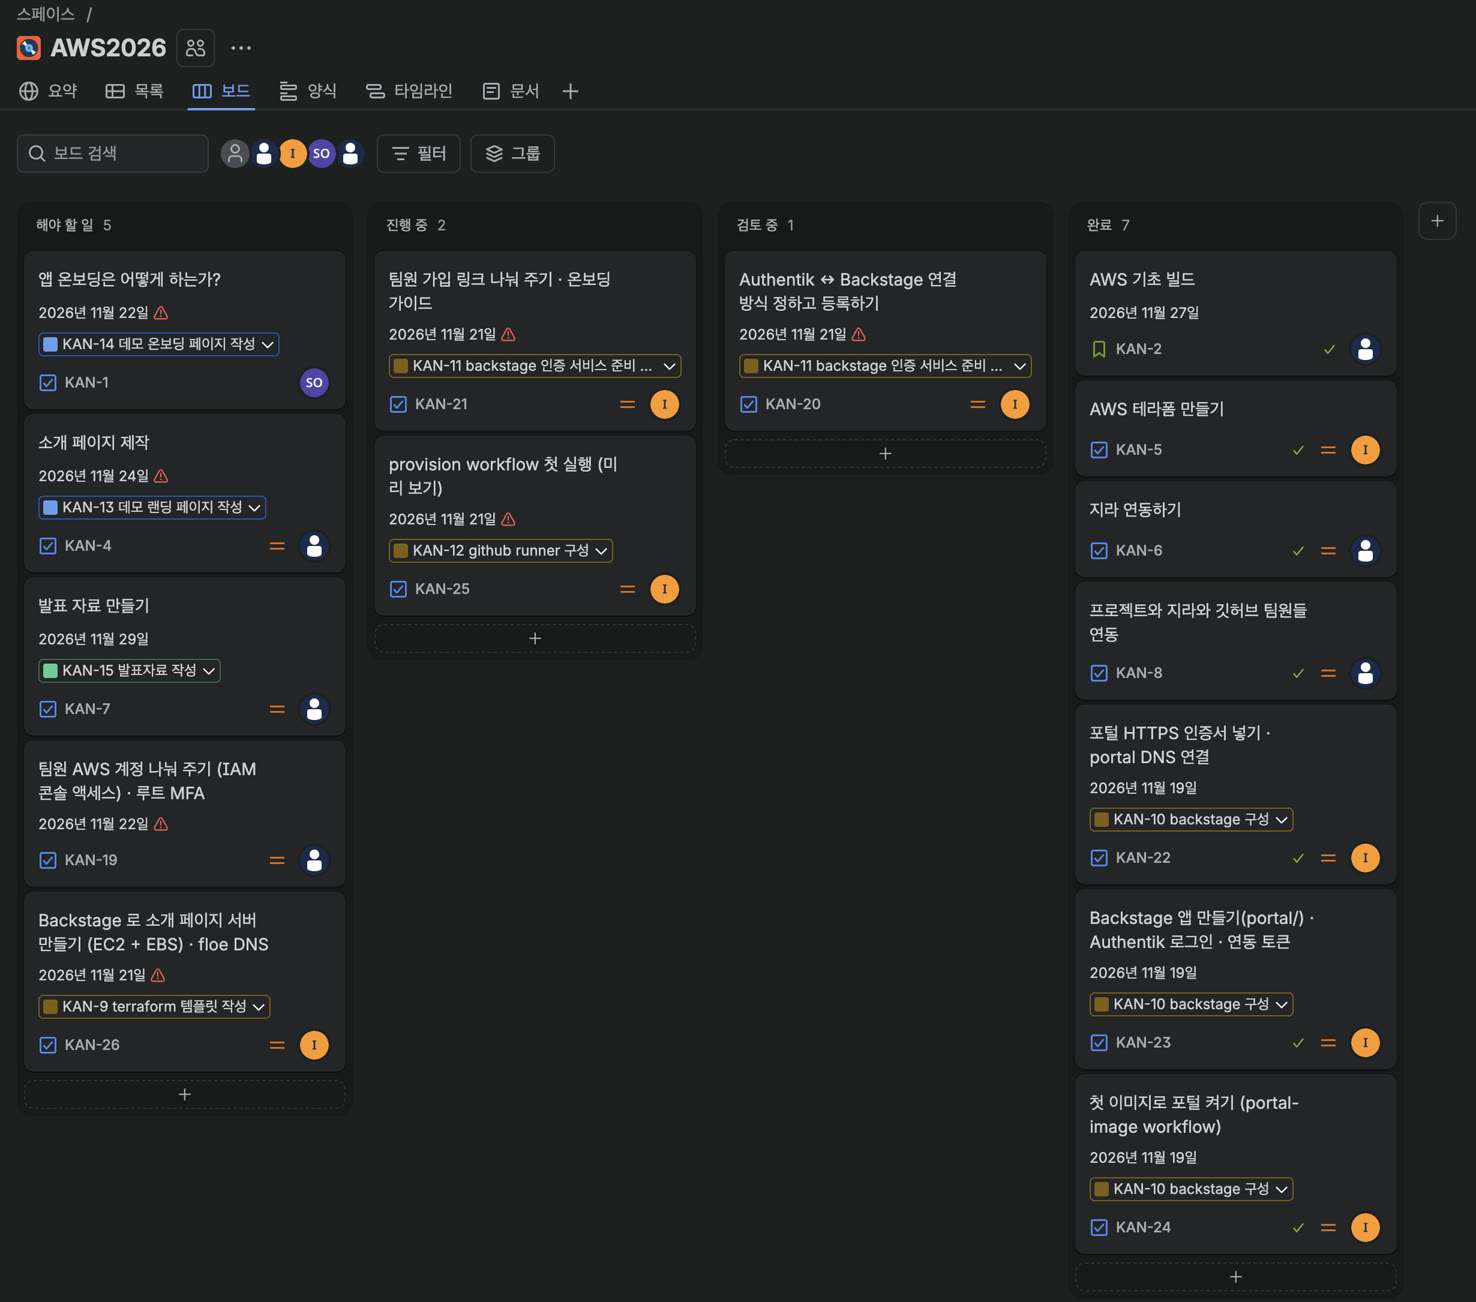 스페이스 /
AWS2026
요약 목록 보드 양식 타임라인 문서
보드 검색 I SO 필터 그룹
해야 할 일 5
앱 온보딩은 어떻게 하는가?
2026년 11월 22일
KAN-14 데모 온보딩 페이지 작성
KAN-1 SO
소개 페이지 제작
2026년 11월 24일
KAN-13 데모 랜딩 페이지 작성
KAN-4
발표 자료 만들기
2026년 11월 29일
KAN-15 발표자료 작성
KAN-7
팀원 AWS 계정 나눠 주기 (IAM
콘솔 액세스) · 루트 MFA
2026년 11월 22일
KAN-19
Backstage 로 소개 페이지 서버
만들기 (EC2 + EBS) · floe DNS
2026년 11월 21일
KAN-9 terraform 템플릿 작성
KAN-26 I
진행 중 2
팀원 가입 링크 나눠 주기 · 온보딩
가이드
2026년 11월 21일
KAN-11 backstage 인증 서비스 준비 ...
KAN-21 I
provision workflow 첫 실행 (미
리 보기)
2026년 11월 21일
KAN-12 github runner 구성
KAN-25 I
검토 중 1
Authentik ↔ Backstage 연결
방식 정하고 등록하기
2026년 11월 21일
KAN-11 backstage 인증 서비스 준비 ...
KAN-20 I
완료 7
AWS 기초 빌드
2026년 11월 27일
KAN-2
AWS 테라폼 만들기
KAN-5 I
지라 연동하기
KAN-6
프로젝트와 지라와 깃허브 팀원들
연동
KAN-8
포털 HTTPS 인증서 넣기 ·
portal DNS 연결
2026년 11월 19일
KAN-10 backstage 구성
KAN-22 I
Backstage 앱 만들기(portal/) ·
Authentik 로그인 · 연동 토큰
2026년 11월 19일
KAN-10 backstage 구성
KAN-23 I
첫 이미지로 포털 켜기 (portal-
image workflow)
2026년 11월 19일
KAN-10 backstage 구성
KAN-24 I